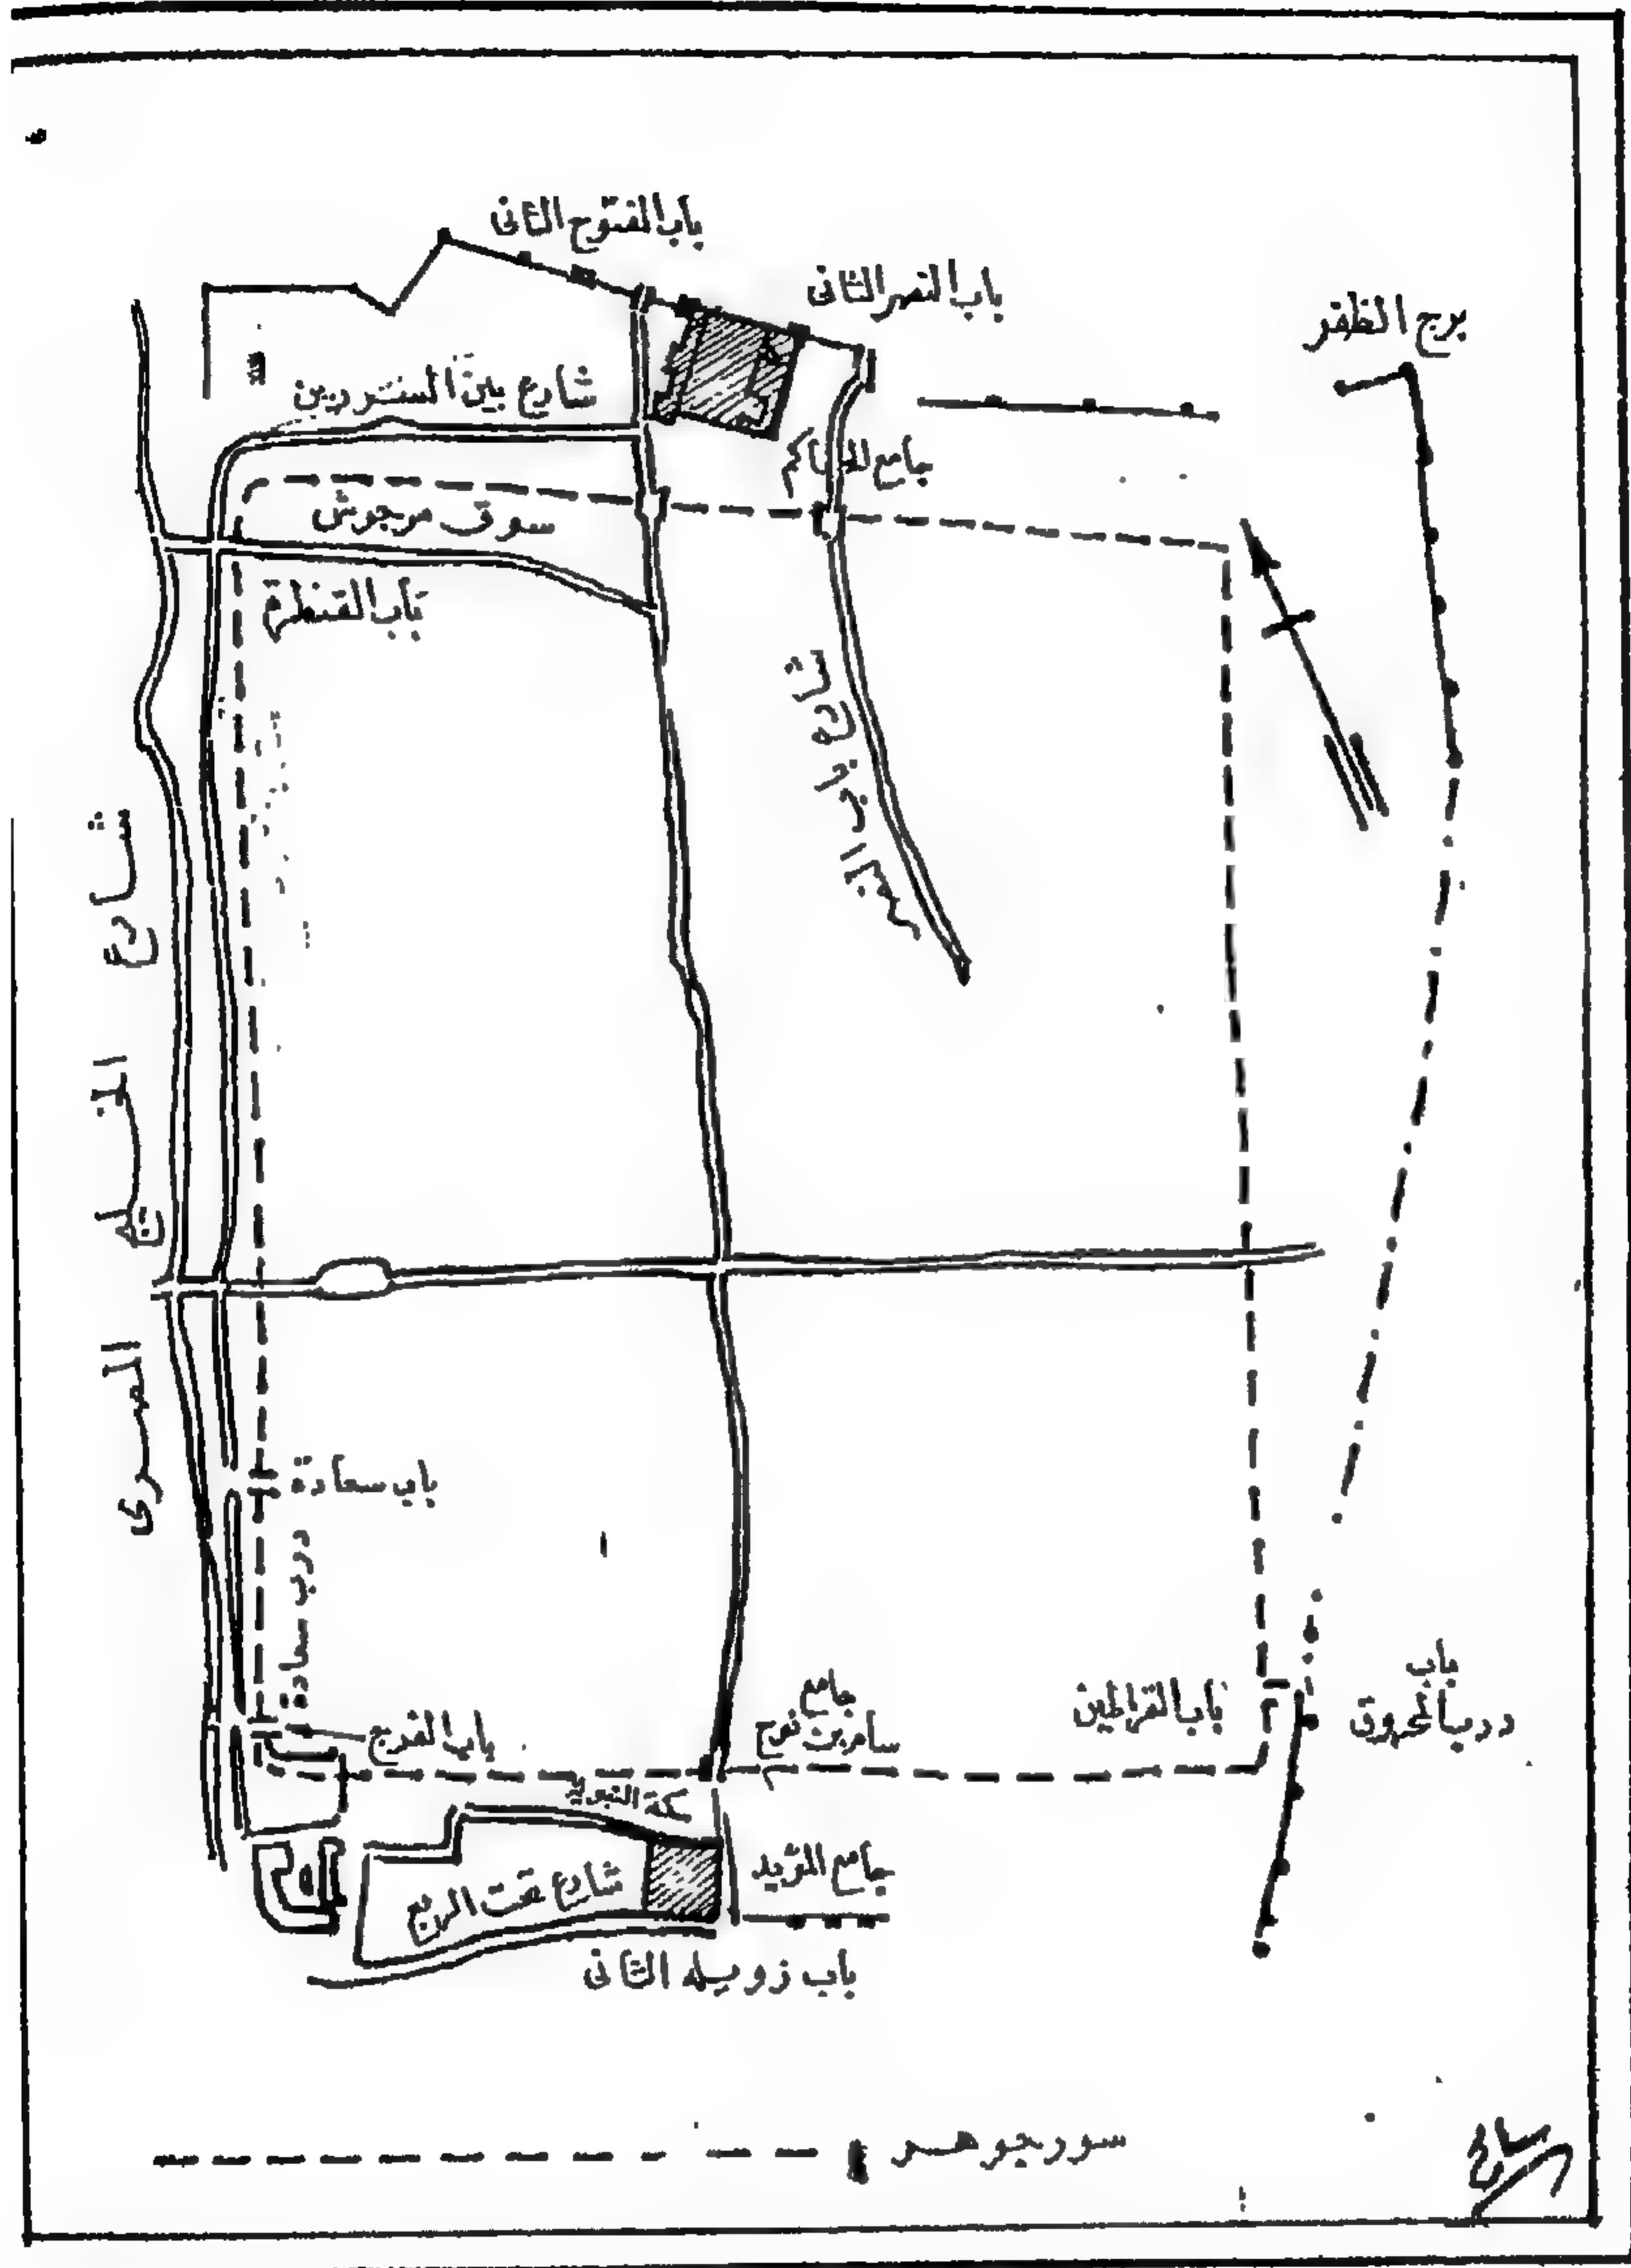 باب الفتوح الثانى
باب النصر الثانى
برج الظفر
شارع بين السورين
جامع الحاكم
سوق مرجوش
باب القنطرة
شارع
الخليج
المصرى
باب سعادة
درب سعادة
باب الفرج
جامع
سام بن نوح
باب القراطين
باب
درب المحروق
سكة النبوية
جامع المؤيد
شارع تحت الربع
باب زويله الثانى
سور جوهر